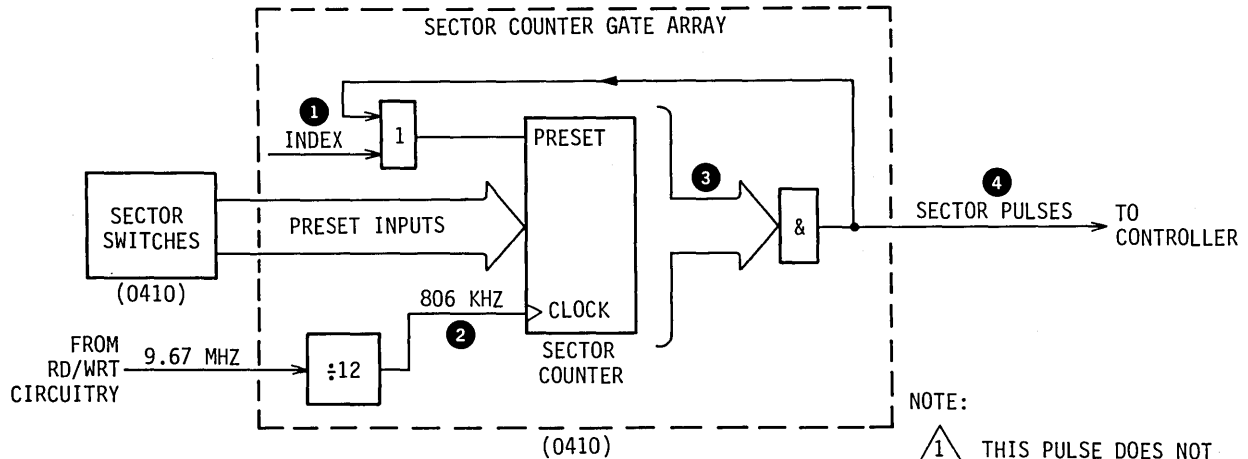 SECTOR COUNTER GATE ARRAY
1
INDEX
1
PRESET
3
4
SECTOR
SWITCHES
PRESET INPUTS
&
SECTOR PULSES
TO
CONTROLLER
(0410)
806 KHZ
CLOCK
2
FROM
RD/WRT
CIRCUITRY
9.67 MHZ
÷12
SECTOR
COUNTER
(0410)
NOTE:
1 THIS PULSE DOES NOT